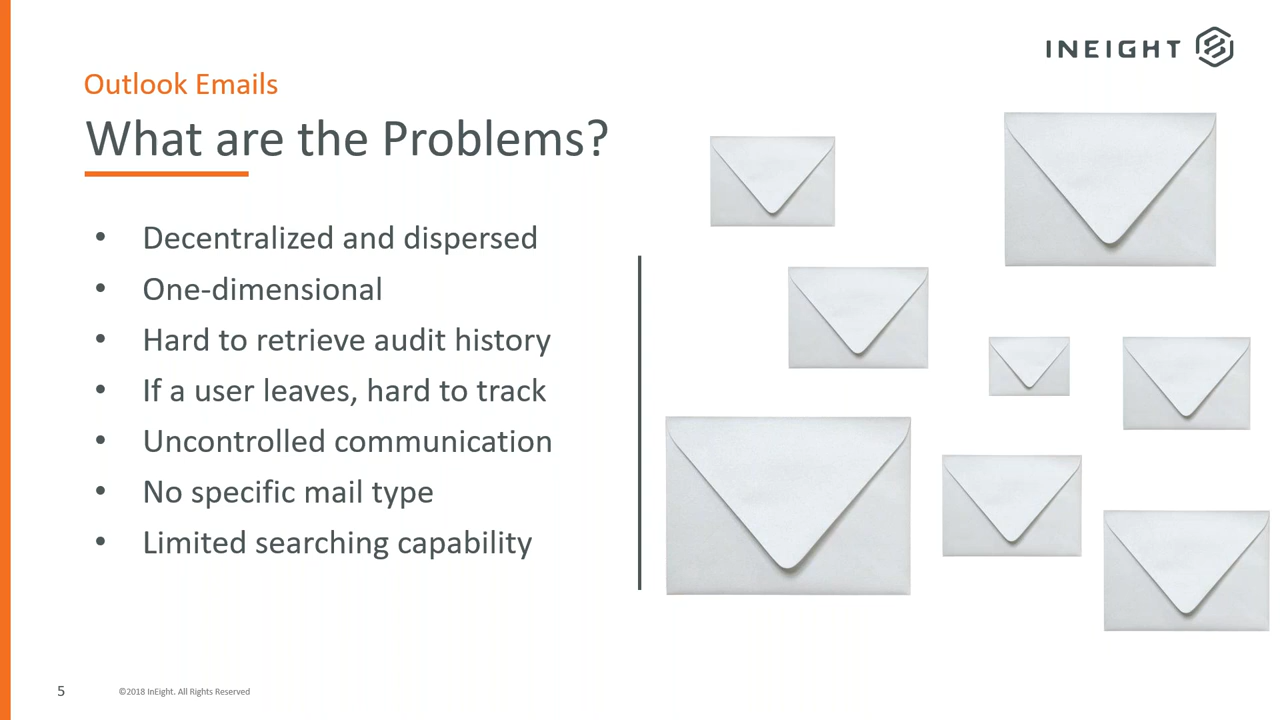 INEIGHT
Outlook Emails
What are the Problems?
• Decentralized and dispersed
• One-dimensional
• Hard to retrieve audit history
• If a user leaves, hard to track
• Uncontrolled communication
• No specific mail type
• Limited searching capability
5
©2018 InEight. All Rights Reserved